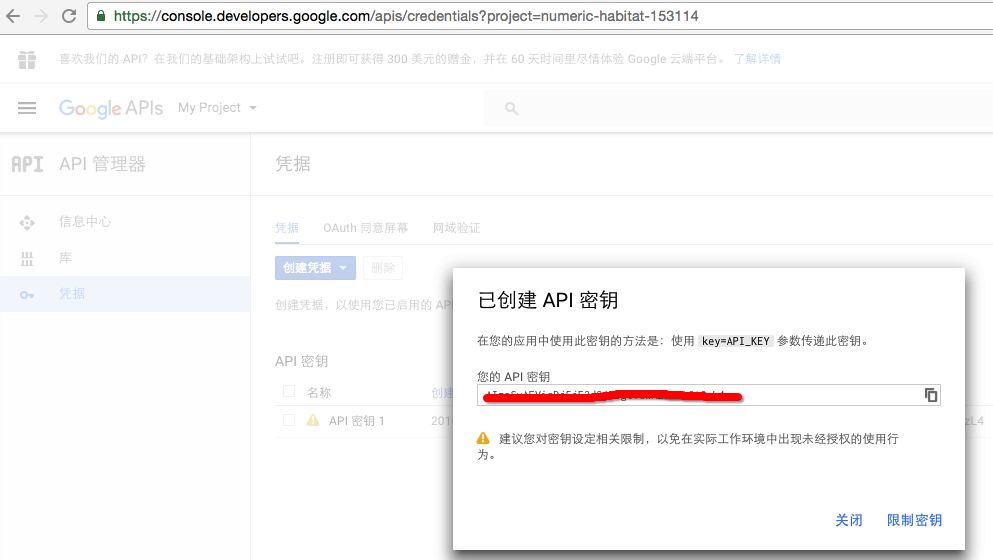 https://console.developers.google.com/apis/credentials?project=numeric-habitat-153114
喜欢我们的 API？在我们的基础架构上试试吧。注册即可获得 300 美元的赠金，并在 60 天时间里尽情体验 Google 云端平台。 了解详情
Google APIs My Project
API API 管理器
凭据
信息中心
库
凭据
凭据 OAuth 同意屏幕 网域验证
创建凭据 删除
创建凭据，以使用您已启用的 AP
API 密钥
名称 创建
API 密钥 1 201 zL4
已创建 API 密钥
在您的应用中使用此密钥的方法是：使用 key=API_KEY 参数传递此密钥。
您的 API 密钥
建议您对密钥设定相关限制，以免在实际工作环境中出现未经授权的使用行
为。
关闭 限制密钥